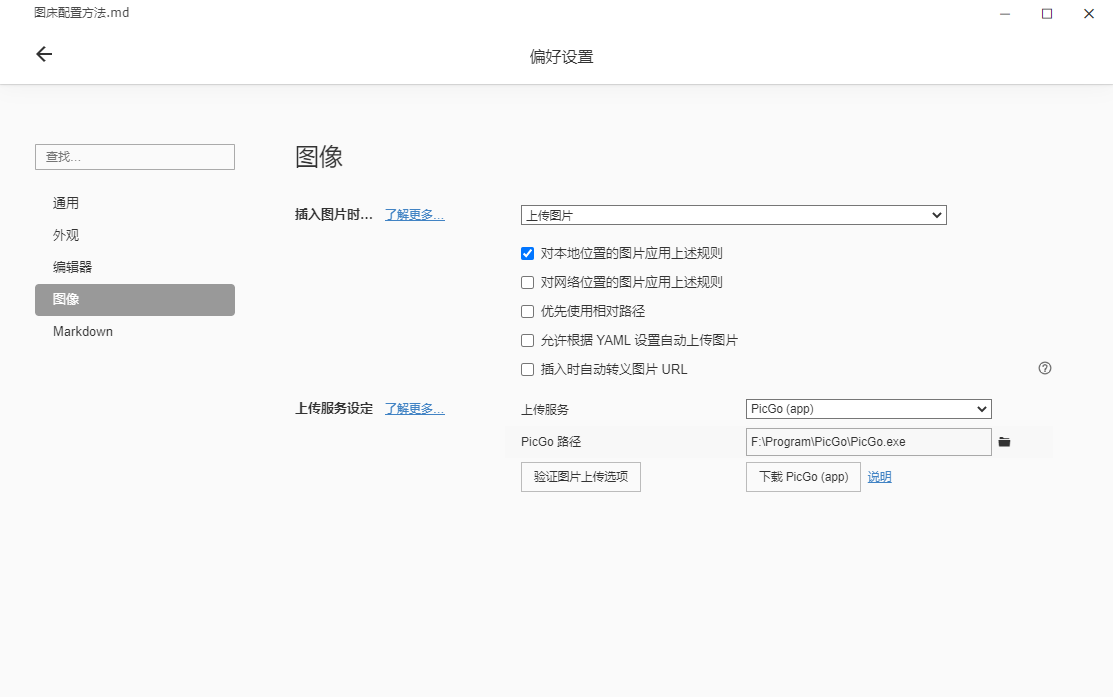 图床配置方法.md
偏好设置
查找...
通用
外观
编辑器
图像
Markdown
图像
插入图片时... 了解更多... 上传图片
对本地位置的图片应用上述规则
对网络位置的图片应用上述规则
优先使用相对路径
允许根据 YAML 设置自动上传图片
插入时自动转义图片 URL
上传服务设定 了解更多... 上传服务 PicGo (app)
PicGo 路径 F:\Program\PicGo\PicGo.exe
验证图片上传选项 下载 PicGo (app) 说明